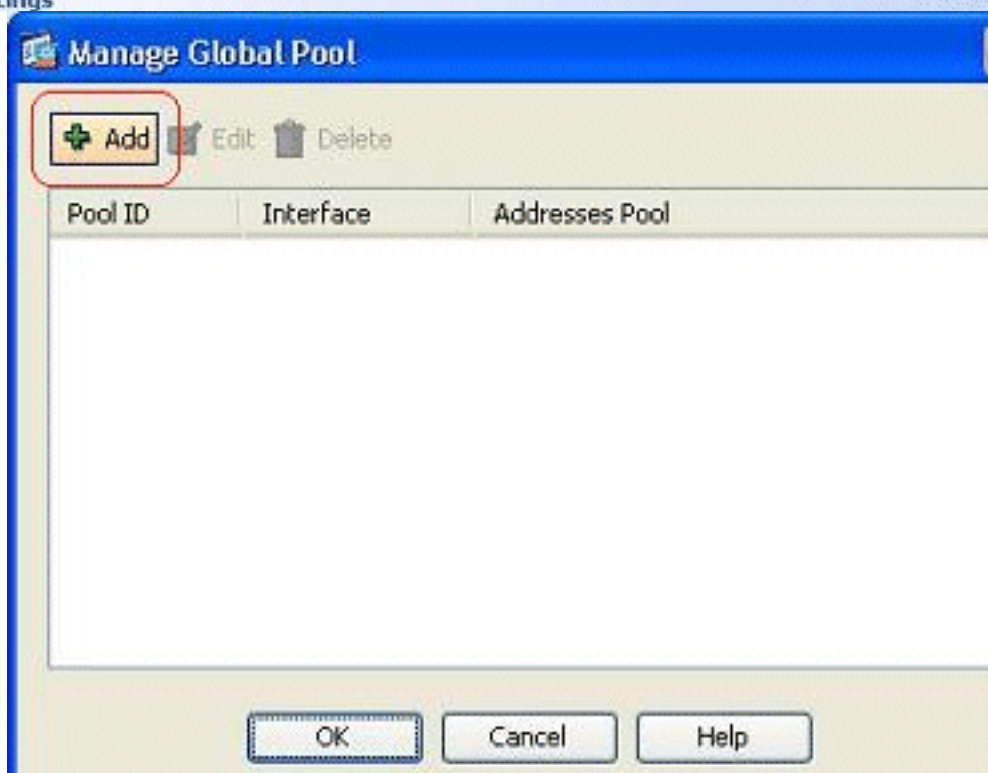 Manage Global Pool
Add Edit Delete
Pool ID Interface Addresses Pool
OK Cancel Help